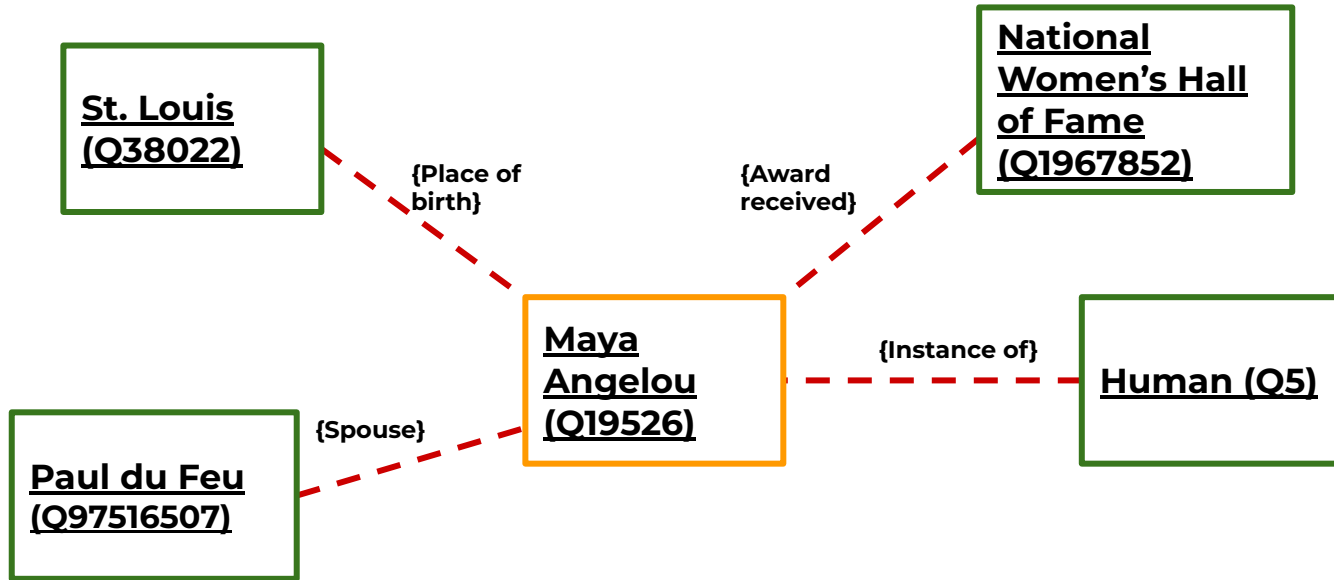 St. Louis
(Q38022)
National
Women’s Hall
of Fame
(Q1967852)
{Place of
birth}
{Award
received}
Maya
Angelou
(Q19526)
{Instance of}
Human (Q5)
{Spouse}
Paul du Feu
(Q97516507)